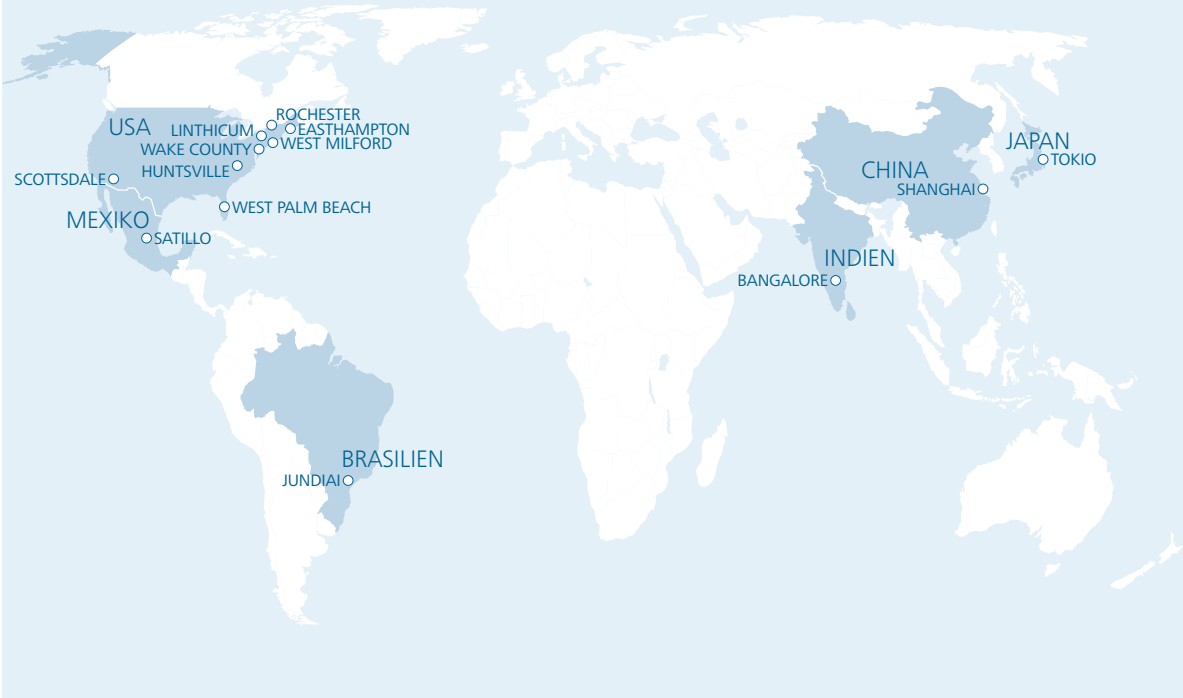 ROCHESTER
USA
LINTHICUM
EASTHAMPTON
WEST MILFORD
WAKE COUNTY
HUNTSVILLE
SCOTTSDALE
WEST PALM BEACH
MEXIKO
SATILLO
JAPAN
TOKIO
CHINA
SHANGHAI
INDIEN
BANGALORE
BRASILIEN
JUNDIAI